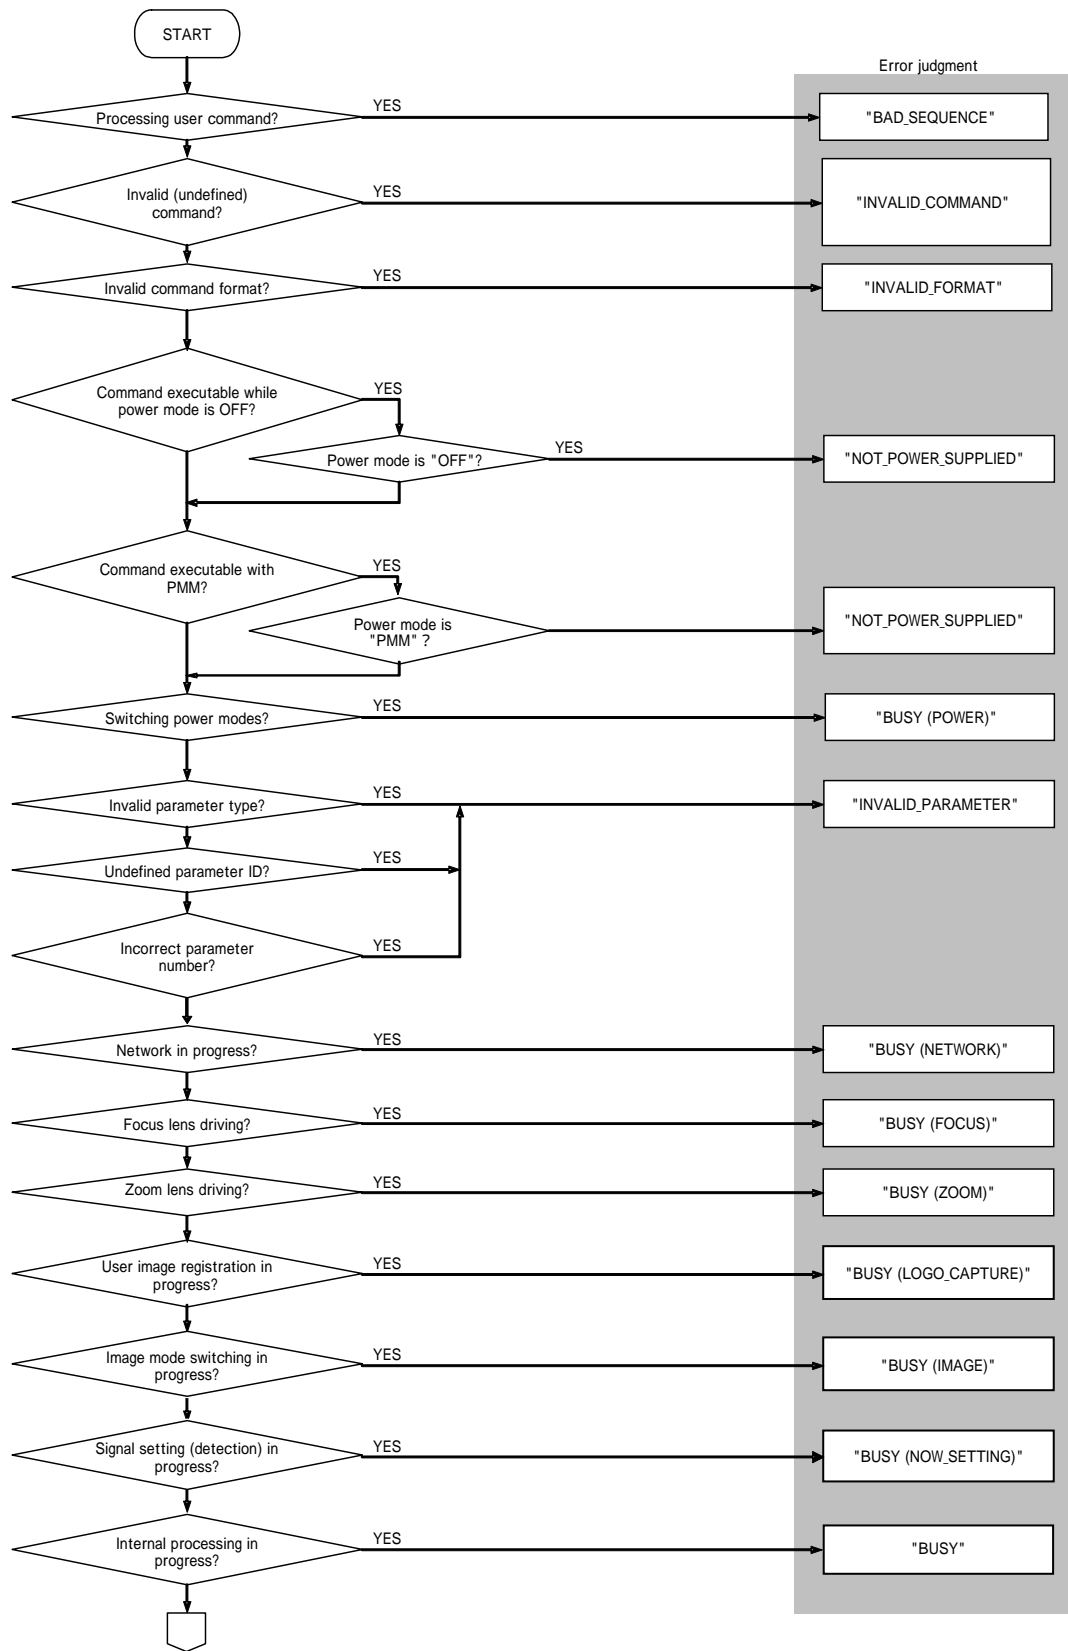 START
Error judgment
Processing user command?
YES
"BAD_SEQUENCE"
Invalid (undefined)
command?
YES
"INVALID_COMMAND"
Invalid command format?
YES
"INVALID_FORMAT"
Command executable while
power mode is OFF?
YES
Power mode is "OFF"?
YES
"NOT_POWER_SUPPLIED"
Command executable with
PMM?
YES
Power mode is
"PMM" ?
"NOT_POWER_SUPPLIED"
Switching power modes?
YES
"BUSY (POWER)"
Invalid parameter type?
YES
"INVALID_PARAMETER"
Undefined parameter ID?
YES
Incorrect parameter
number?
YES
Network in progress?
YES
"BUSY (NETWORK)"
Focus lens driving?
YES
"BUSY (FOCUS)"
Zoom lens driving?
YES
"BUSY (ZOOM)"
User image registration in
progress?
YES
"BUSY (LOGO_CAPTURE)"
Image mode switching in
progress?
YES
"BUSY (IMAGE)"
Signal setting (detection) in
progress?
YES
"BUSY (NOW_SETTING)"
Internal processing in
progress?
YES
"BUSY"